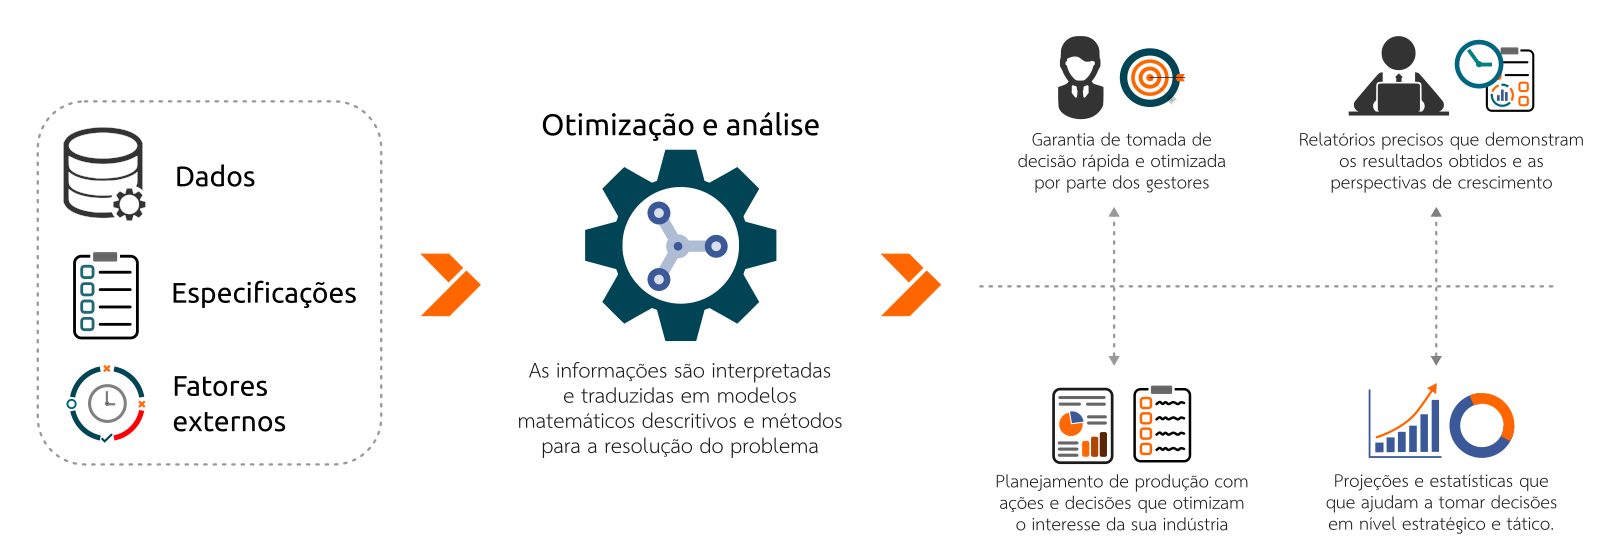 Dados
Especificações
Fatores
externos
Otimização e análise
As informações são interpretadas
e traduzidas em modelos
matemáticos descritivos e métodos
para a resolução do problema
Garantia de tomada de
decisão rápida e otimizada
por parte dos gestores
Relatórios precisos que demonstram
os resultados obtidos e as
perspectivas de crescimento
Planejamento de produção com
ações e decisões que otimizam
o interesse da sua indústria
Projeções e estatísticas que
que ajudam a tomar decisões
em nível estratégico e tático.